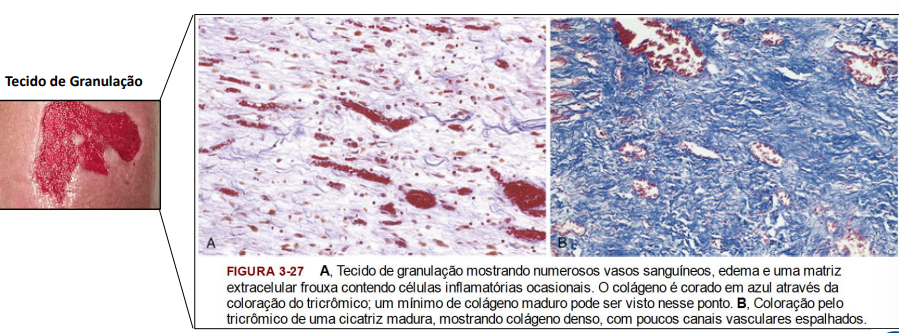 Tecido de Granulação
A
B
FIGURA 3-27 A, Tecido de granulação mostrando numerosos vasos sanguíneos, edema e uma matriz
extracelular frouxa contendo células inflamatórias ocasionais. O colágeno é corado em azul através da
coloração do tricrômico; um mínimo de colágeno maduro pode ser visto nesse ponto. B, Coloração pelo
tricrômico de uma cicatriz madura, mostrando colágeno denso, com poucos canais vasculares espalhados.